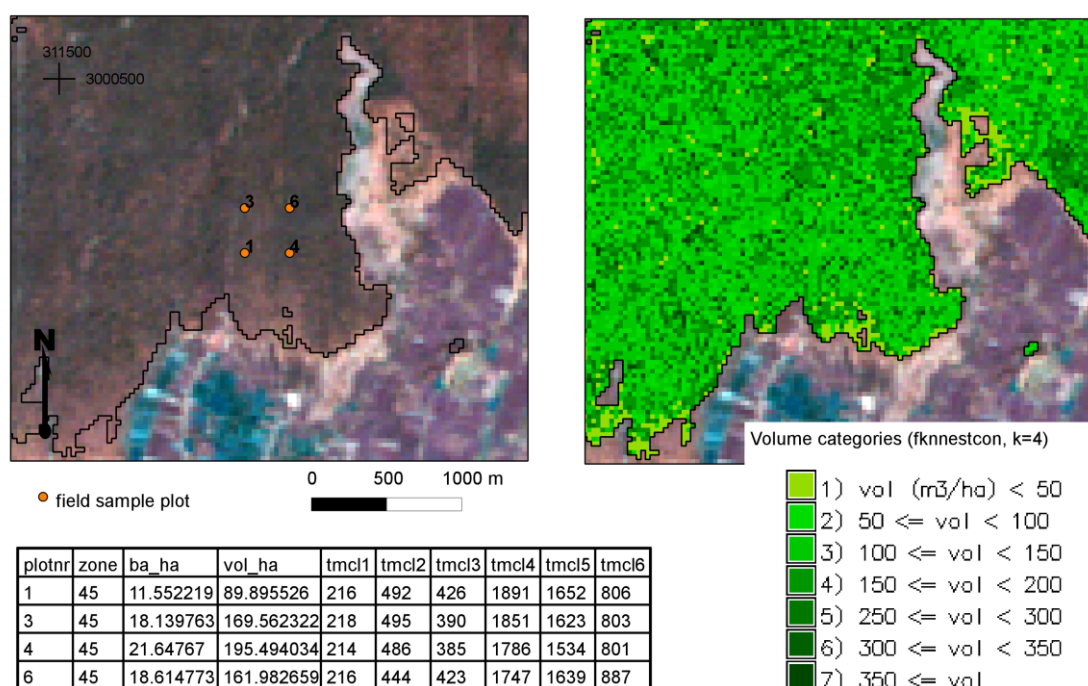 311500
3000500
3 6
1 4
N
0 500 1000 m
field sample plot
plotnr zone ba_ha vol_ha tmcl1 tmcl2 tmcl3 tmcl4 tmcl5 tmcl6
1 45 11.552219 89.895526 216 492 426 1891 1652 806
3 45 18.139763 169.562322 218 495 390 1851 1623 803
4 45 21.64767 195.494034 214 486 385 1786 1534 801
6 45 18.614773 161.982659 216 444 423 1747 1639 887
Volume categories (fknnestcon, k=4)
1) vol (m3/ha) < 50
2) 50 <= vol < 100
3) 100 <= vol < 150
4) 150 <= vol < 200
5) 250 <= vol < 300
6) 300 <= vol < 350
7) 350 <= vol